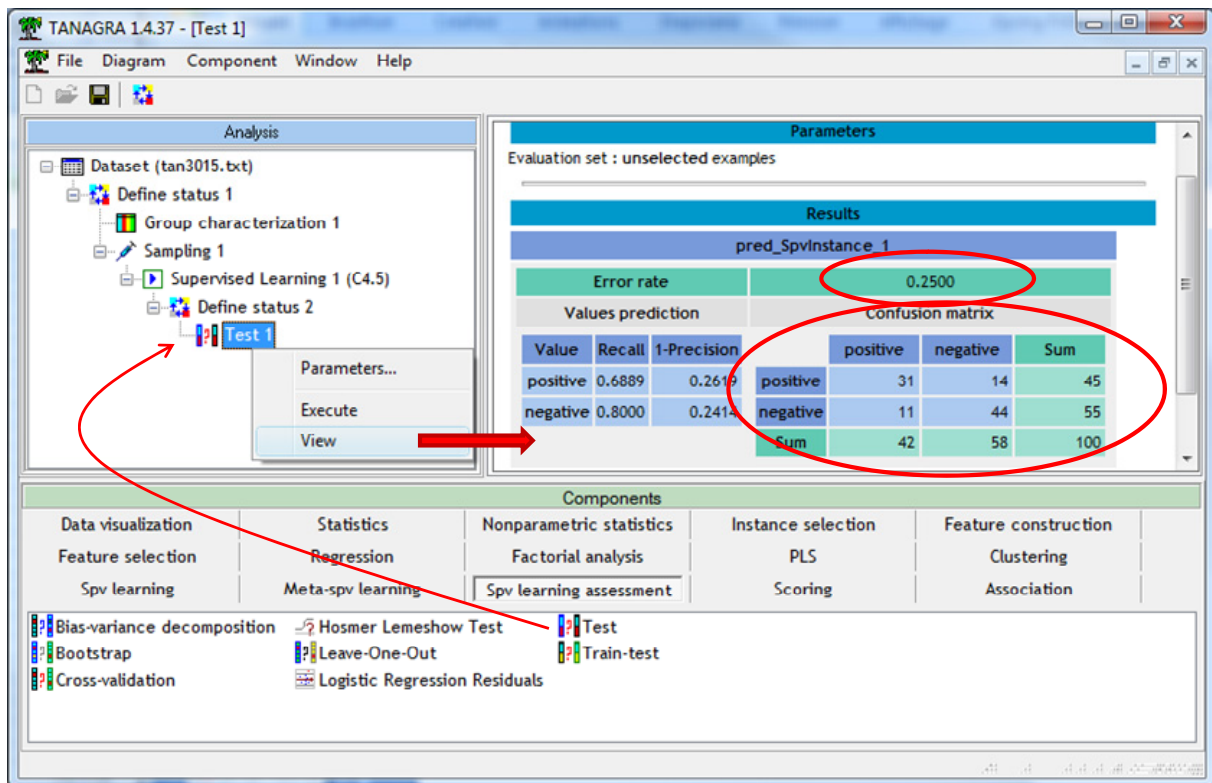 TANAGRA 1.4.37 - [Test 1]
File Diagram Component Window Help
Analysis
Dataset (tan3015.txt)
Define status 1
Group characterization 1
Sampling 1
Supervised Learning 1 (C4.5)
Define status 2
Test 1
Parameters...
Execute
View
Parameters
Evaluation set : unselected examples
Results
pred_SpvInstance_1
Error rate 0.2500
Values prediction Confusion matrix
Value Recall 1-Precision positive negative Sum
positive 0.6889 0.2619 positive 31 14 45
negative 0.8000 0.2414 negative 11 44 55
Sum 42 58 100
Components
Data visualization Statistics Nonparametric statistics Instance selection Feature construction
Feature selection Regression Factorial analysis PLS Clustering
Spv learning Meta-spv learning Spv learning assessment Scoring Association
Bias-variance decomposition Hosmer Lemeshow Test Test
Bootstrap Leave-One-Out Train-test
Cross-validation Logistic Regression Residuals